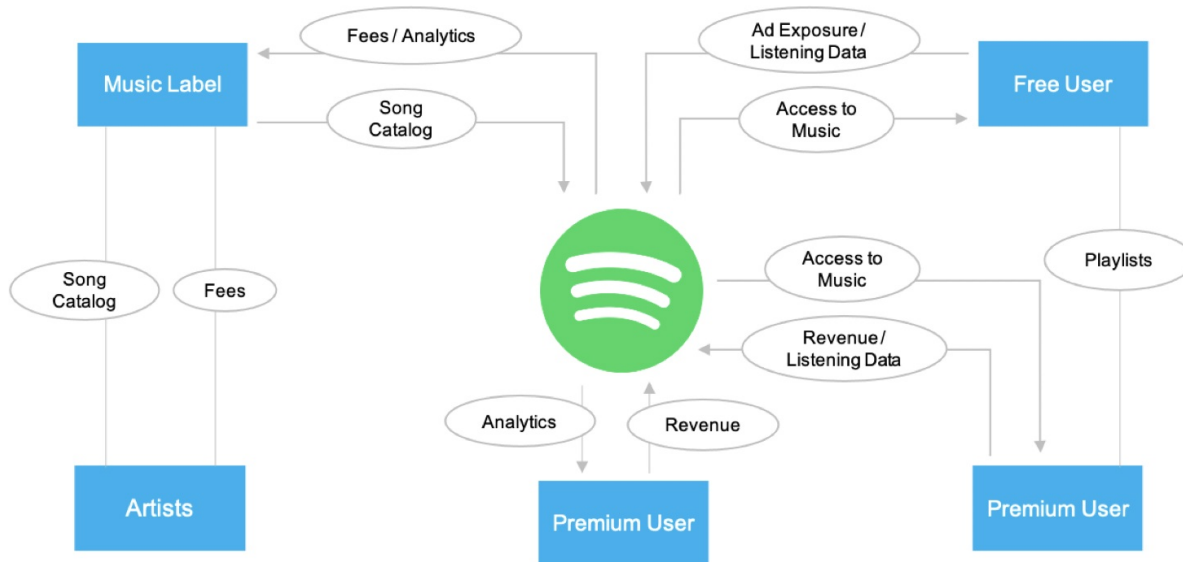 Fees / Analytics
Ad Exposure /
Listening Data
Music Label
Free User
Song
Catalog
Access to
Music
Song
Catalog
Fees
Access to
Music
Playlists
Revenue /
Listening Data
Analytics
Revenue
Artists
Premium User
Premium User